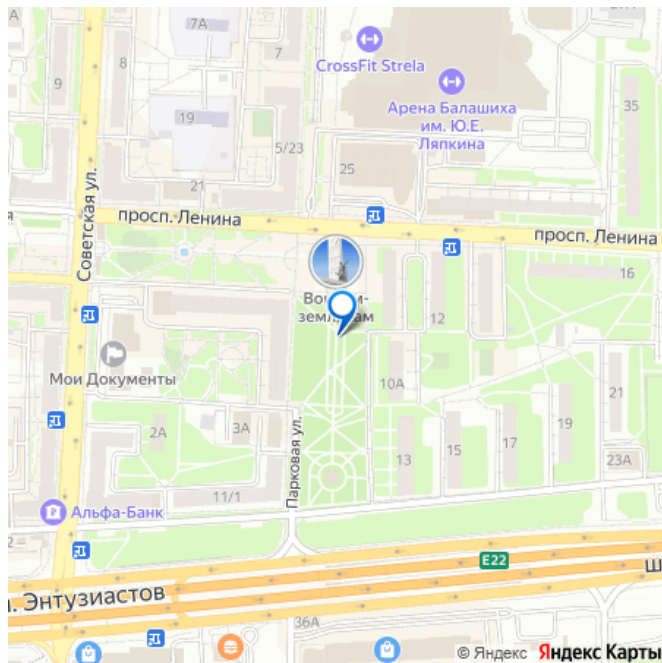 7А
7
8
CrossFit Strela
9
Арена Балашиха
им. Ю.Е.
Ляпкина
35
19
5/23
25
21
Советская ул.
просп. Ленина
просп. Ленина
16
12
Мои Документы
10А
21
2А
3А
Парковая ул.
13
15
17
19
23А
11/1
Альфа-Банк
2
E22
Энтузиастов
36А
© Яндекс Яндекс Карты